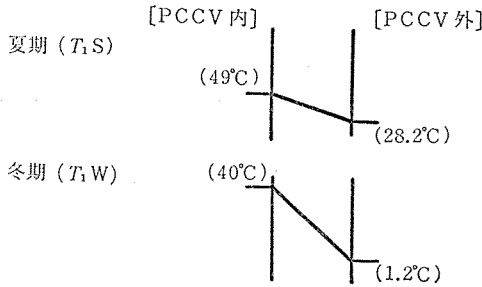 [PCCV内] [PCCV外]
夏期 (T₁S)
(49℃)
(28.2℃)
冬期 (T₁W)
(40℃)
(1.2℃)